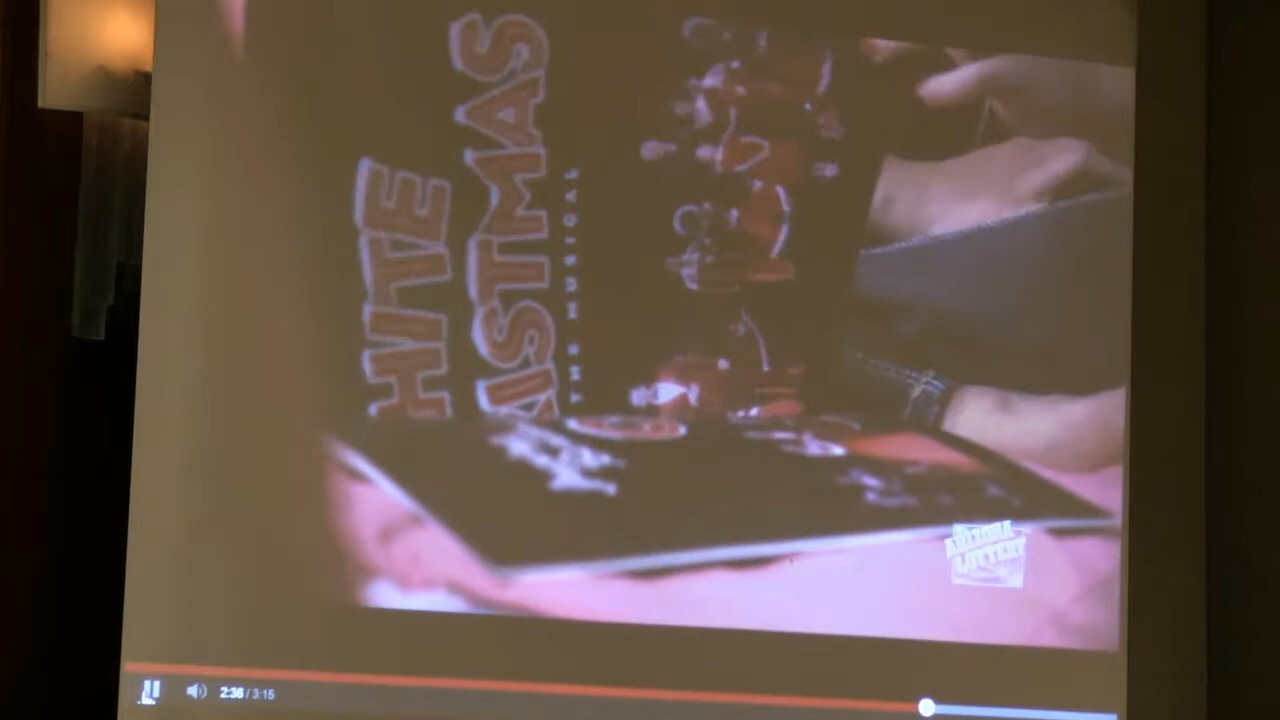 HITE
ISTMAS
THE MUSICAL
ARIZONA
LOTTERY
2:36 / 3:15